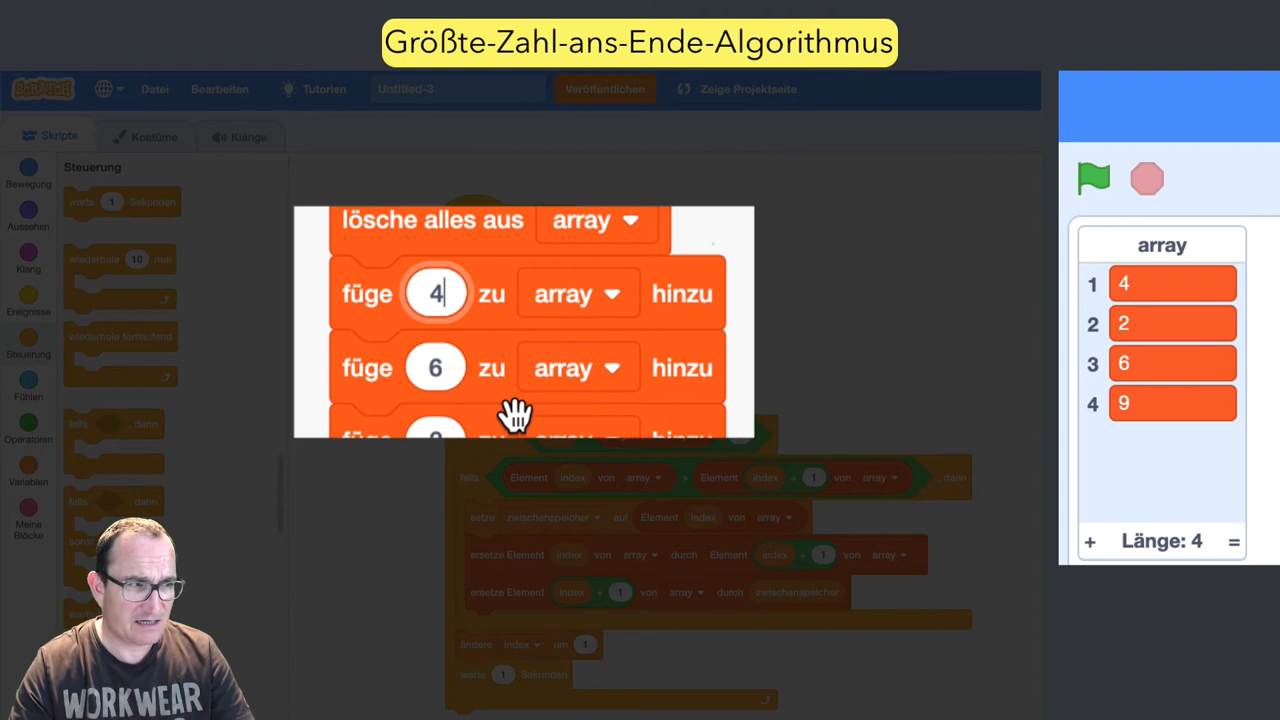 Größte-Zahl-ans-Ende-Algorithmus
SCRATCH Datei Bearbeiten Tutorien Untitled-3 Veröffentlichen Zeige Projektseite
Skripte Kostüme Klänge
Bewegung
Aussehen
Klang
Ereignisse
Steuerung
Fühlen
Operatoren
Variablen
Meine
Blöcke
Steuerung
warte 1 Sekunden
wiederhole 10 mal
wiederhole fortlaufend
falls , dann
falls , dann
lösche alles aus array
füge 4 zu array hinzu
füge 6 zu array hinzu
falls Element index von array > Element index + 1 von array , dann
setze zwischenspeicher auf Element index von array
ersetze Element index von array durch Element index + 1 von array
ersetze Element index + 1 von array durch zwischenspeicher
ändere index um 1
warte 1 Sekunden
array
1 4
2 2
3 6
4 9
+ Länge: 4 =
WORKWEAR